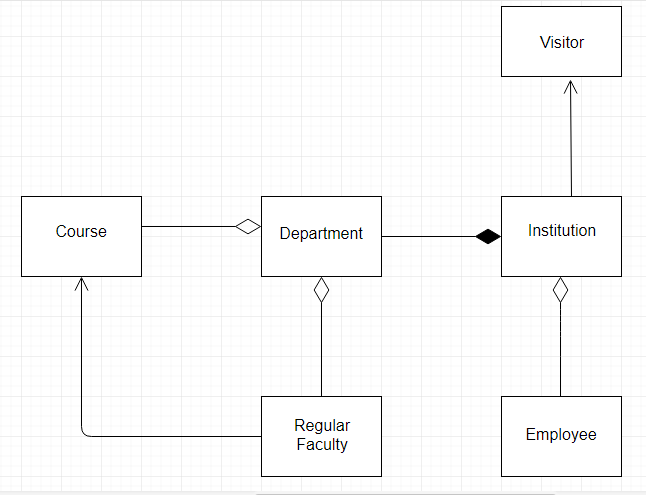 Visitor
Course
Department
Institution
Regular
Faculty
Employee